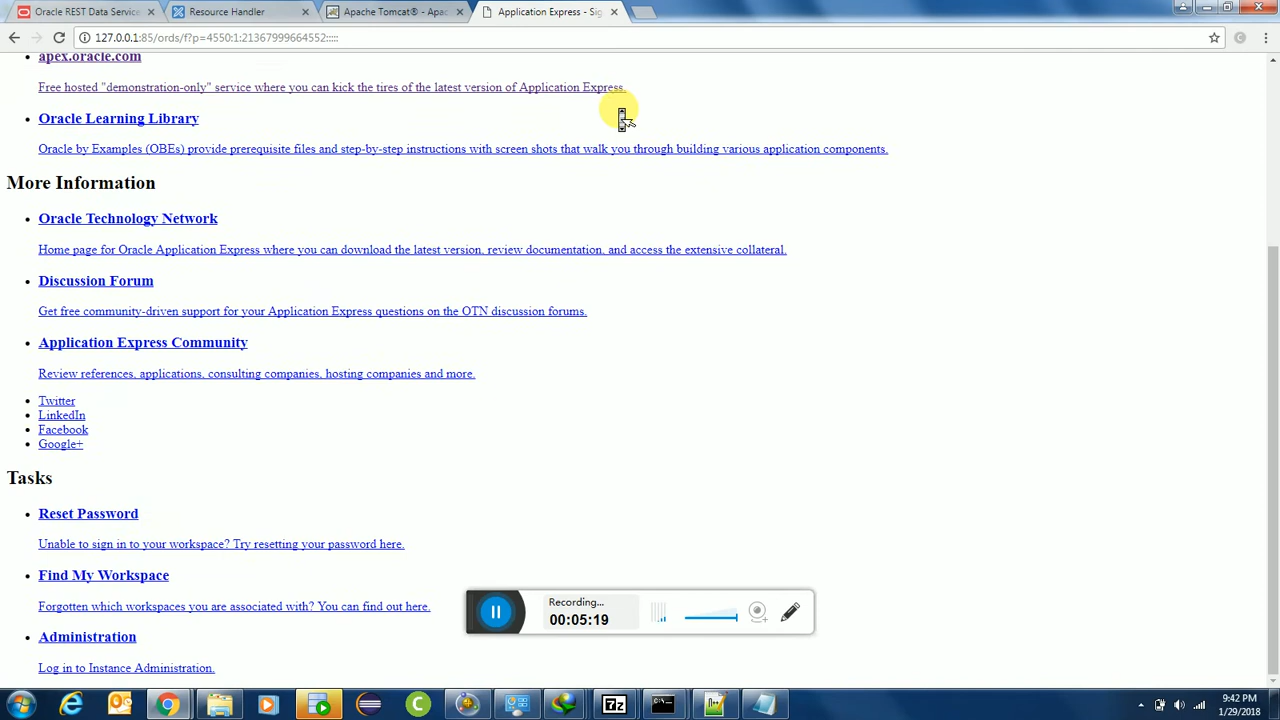 Oracle REST Data Service
Resource Handler
Apache Tomcat® - Apac
Application Express - Sig
127.0.0.1:85/ords/f?p=4550:1:21367999664552:::::
apex.oracle.com
Free hosted "demonstration-only" service where you can kick the tires of the latest version of Application Express.
Oracle Learning Library
Oracle by Examples (OBEs) provide prerequisite files and step-by-step instructions with screen shots that walk you through building various application components.
More Information
Oracle Technology Network
Home page for Oracle Application Express where you can download the latest version, review documentation, and access the extensive collateral.
Discussion Forum
Get free community-driven support for your Application Express questions on the OTN discussion forums.
Application Express Community
Review references, applications, consulting companies, hosting companies and more.
Twitter
LinkedIn
Facebook
Google+
Tasks
Reset Password
Unable to sign in to your workspace? Try resetting your password here.
Find My Workspace
Forgotten which workspaces you are associated with? You can find out here.
Recording...
00:05:19
Administration
Log in to Instance Administration.
9:42 PM
1/29/2018